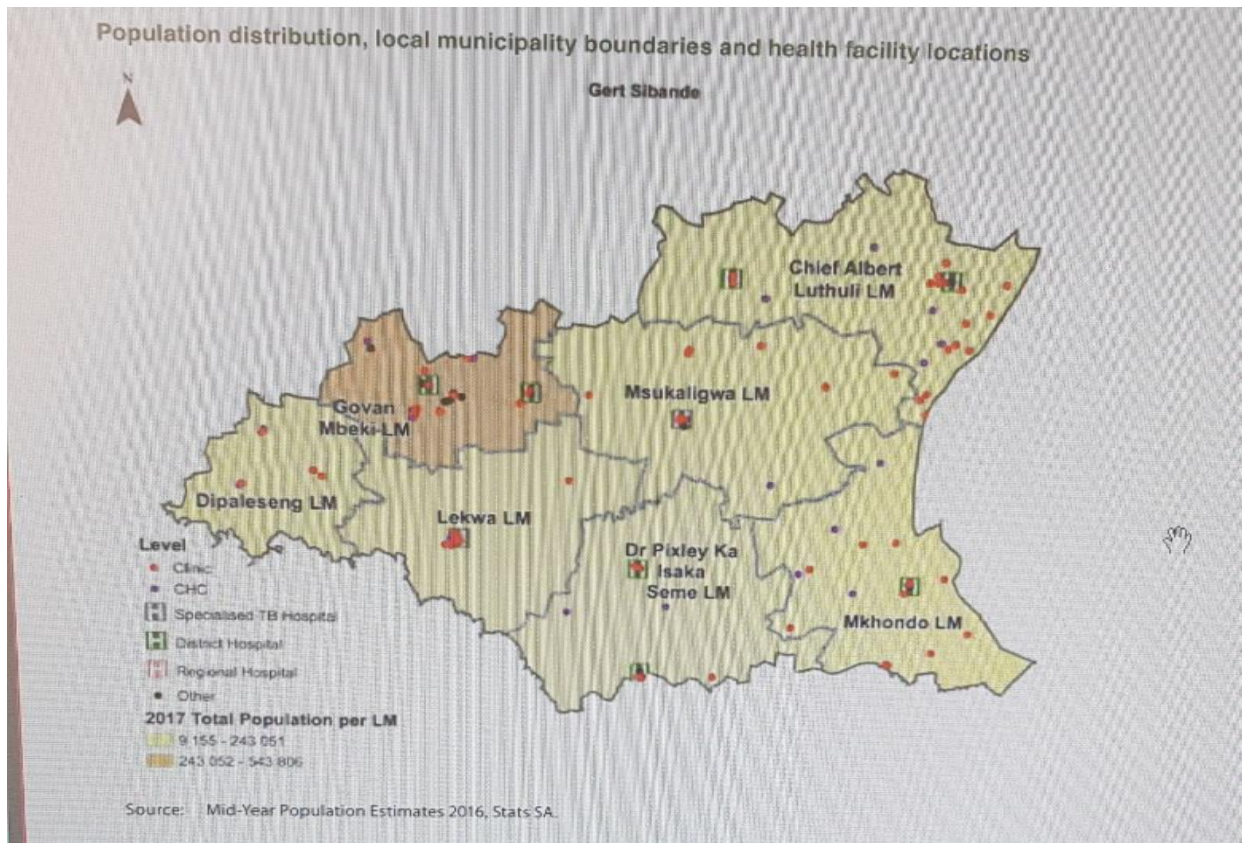 Population distribution, local municipality boundaries and health facility locations
Gert Sibande
N
Chief Albert
Luthuli LM
Msukaligwa LM
Govan
Mbeki LM
Dipaleseng LM
Lekwa LM
Dr Pixley Ka
Isaka
Seme LM
Mkhondo LM
Level
Clinic
CHC
H Specialised TB Hospital
H District Hospital
H Regional Hospital
Other
2017 Total Population per LM
9 155 - 243 051
243 052 - 543 806
Source: Mid-Year Population Estimates 2016, Stats SA.